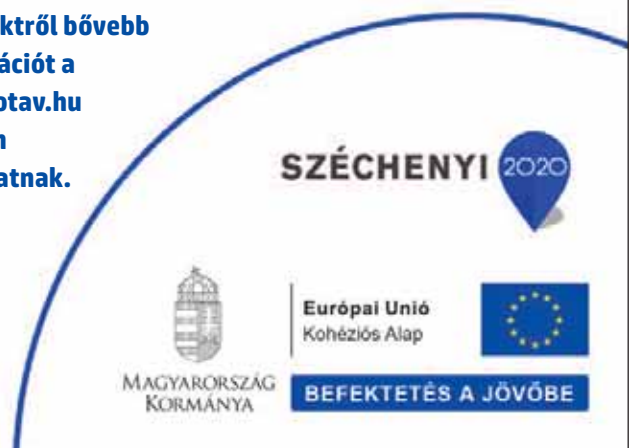 ktről bővebb
ációt a
otav.hu
atnak.
SZÉCHENYI 2020
Európai Unió
Kohéziós Alap
MAGYARORSZÁG
KORMÁNYA
BEFEKTETÉS A JÖVŐBE